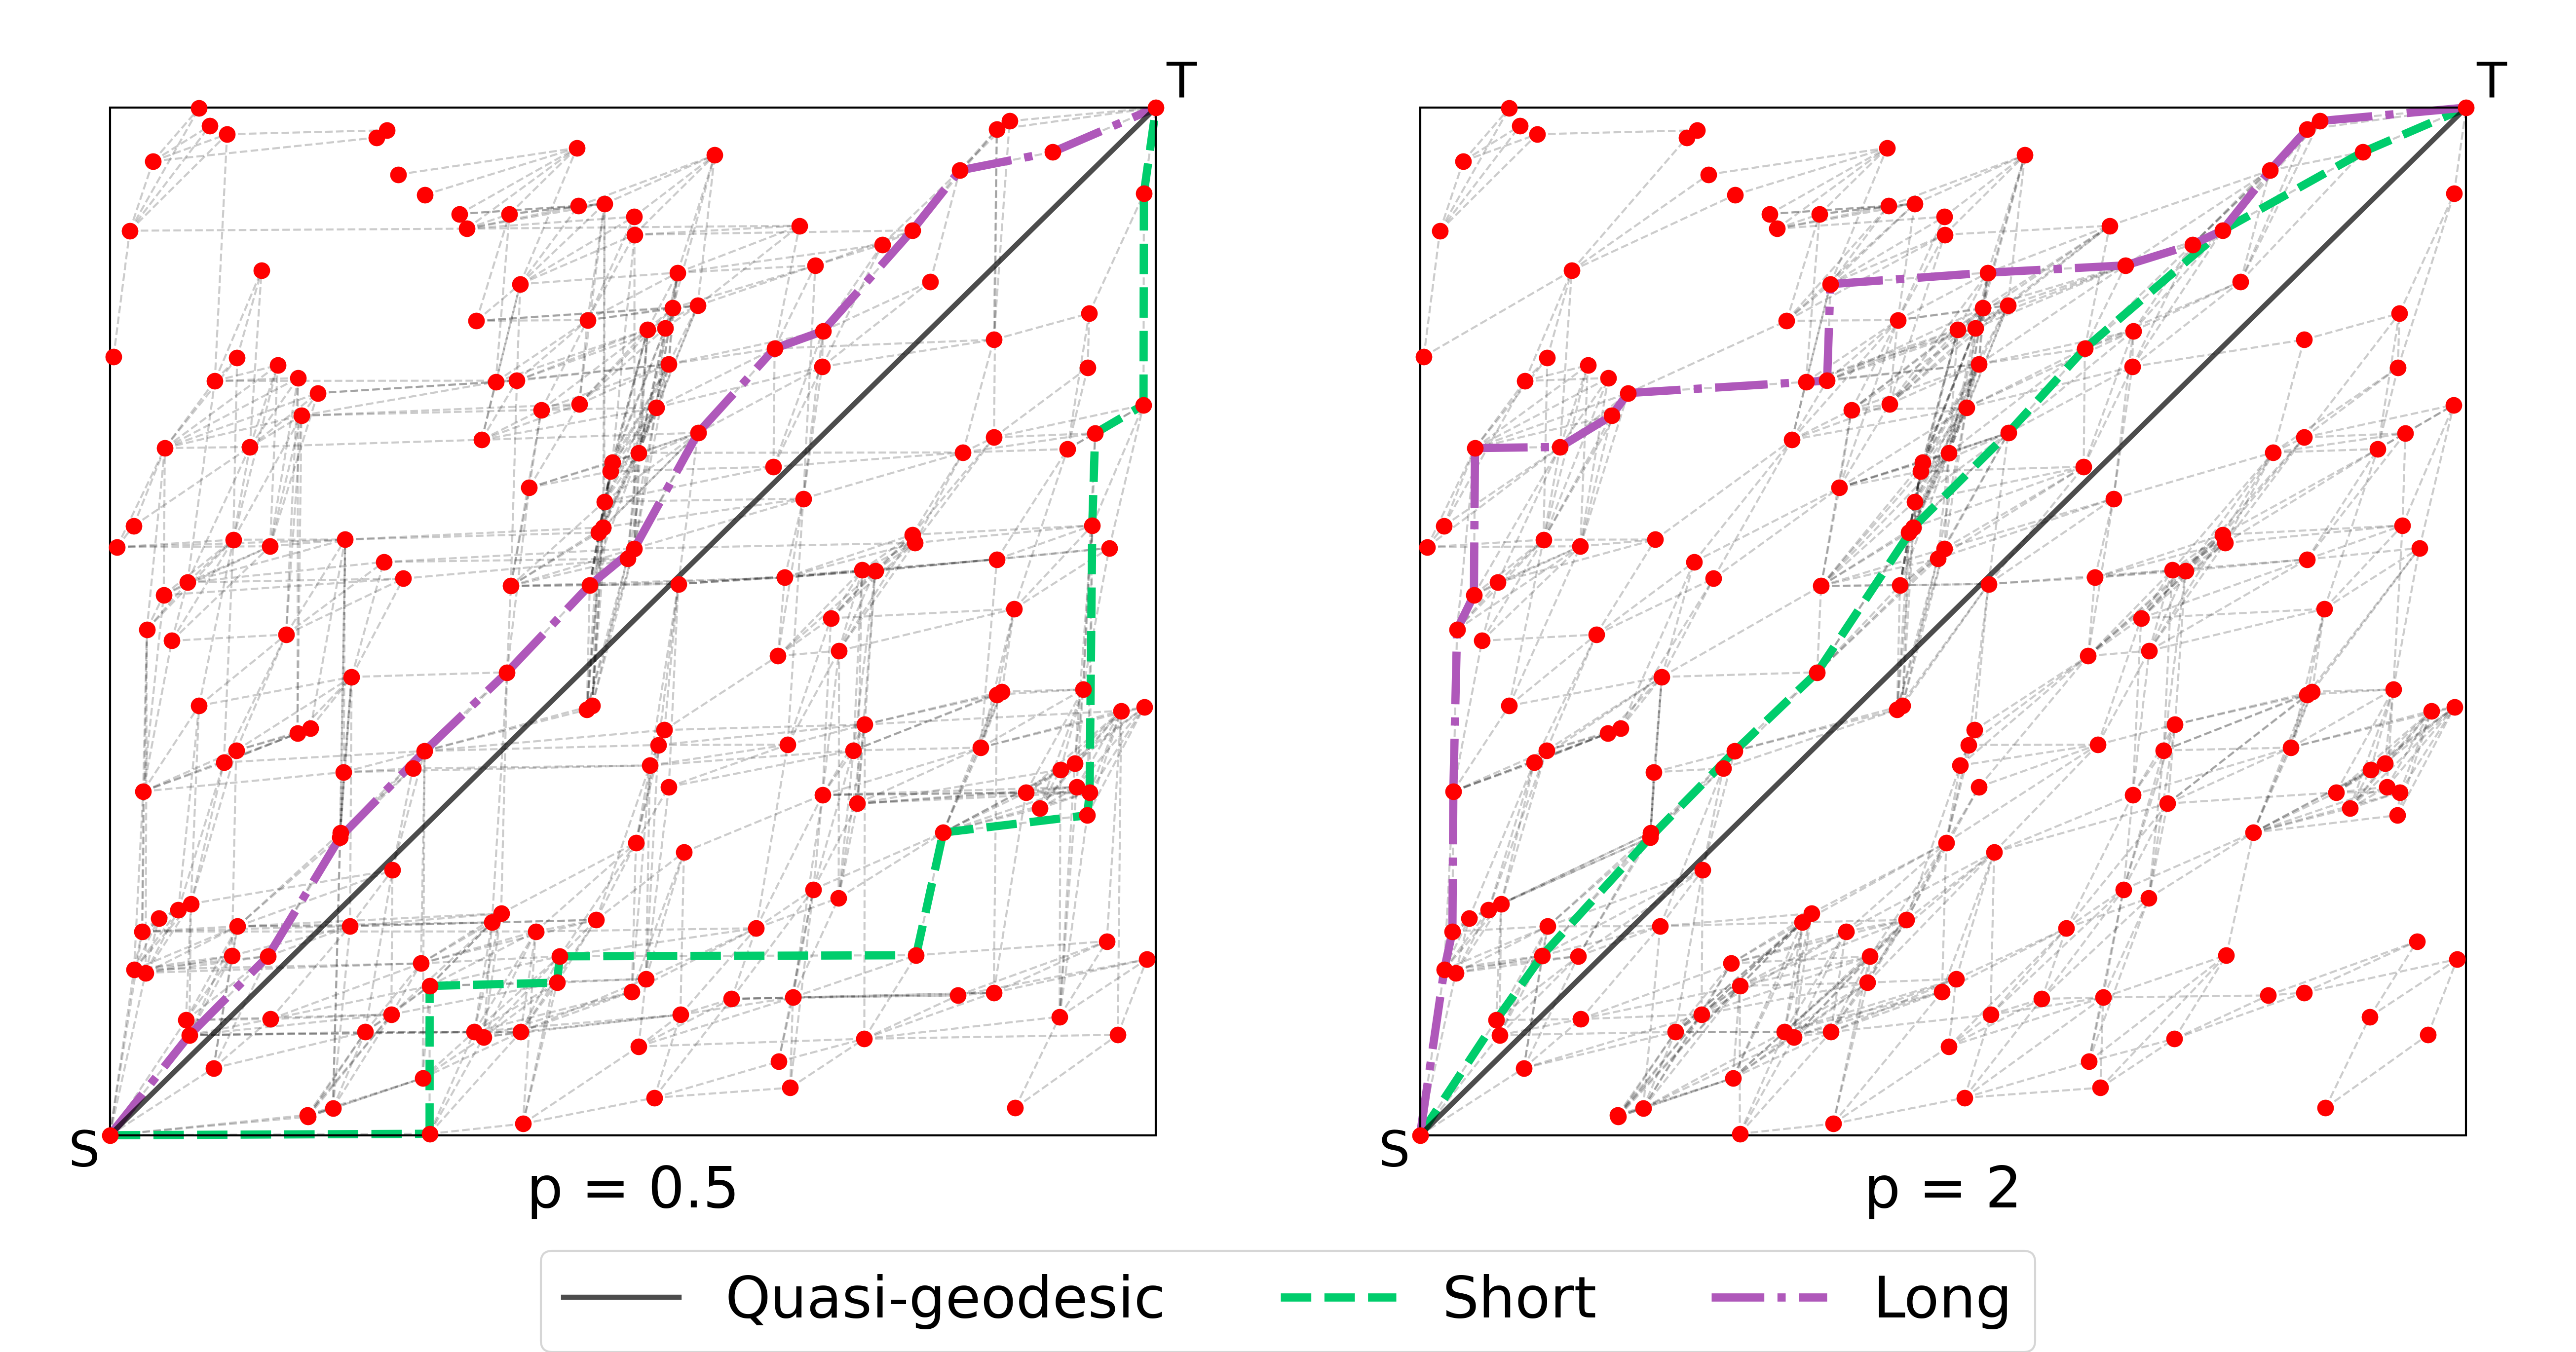 T
T
S
S
p = 0.5
p = 2
Quasi-geodesic
Short
Long